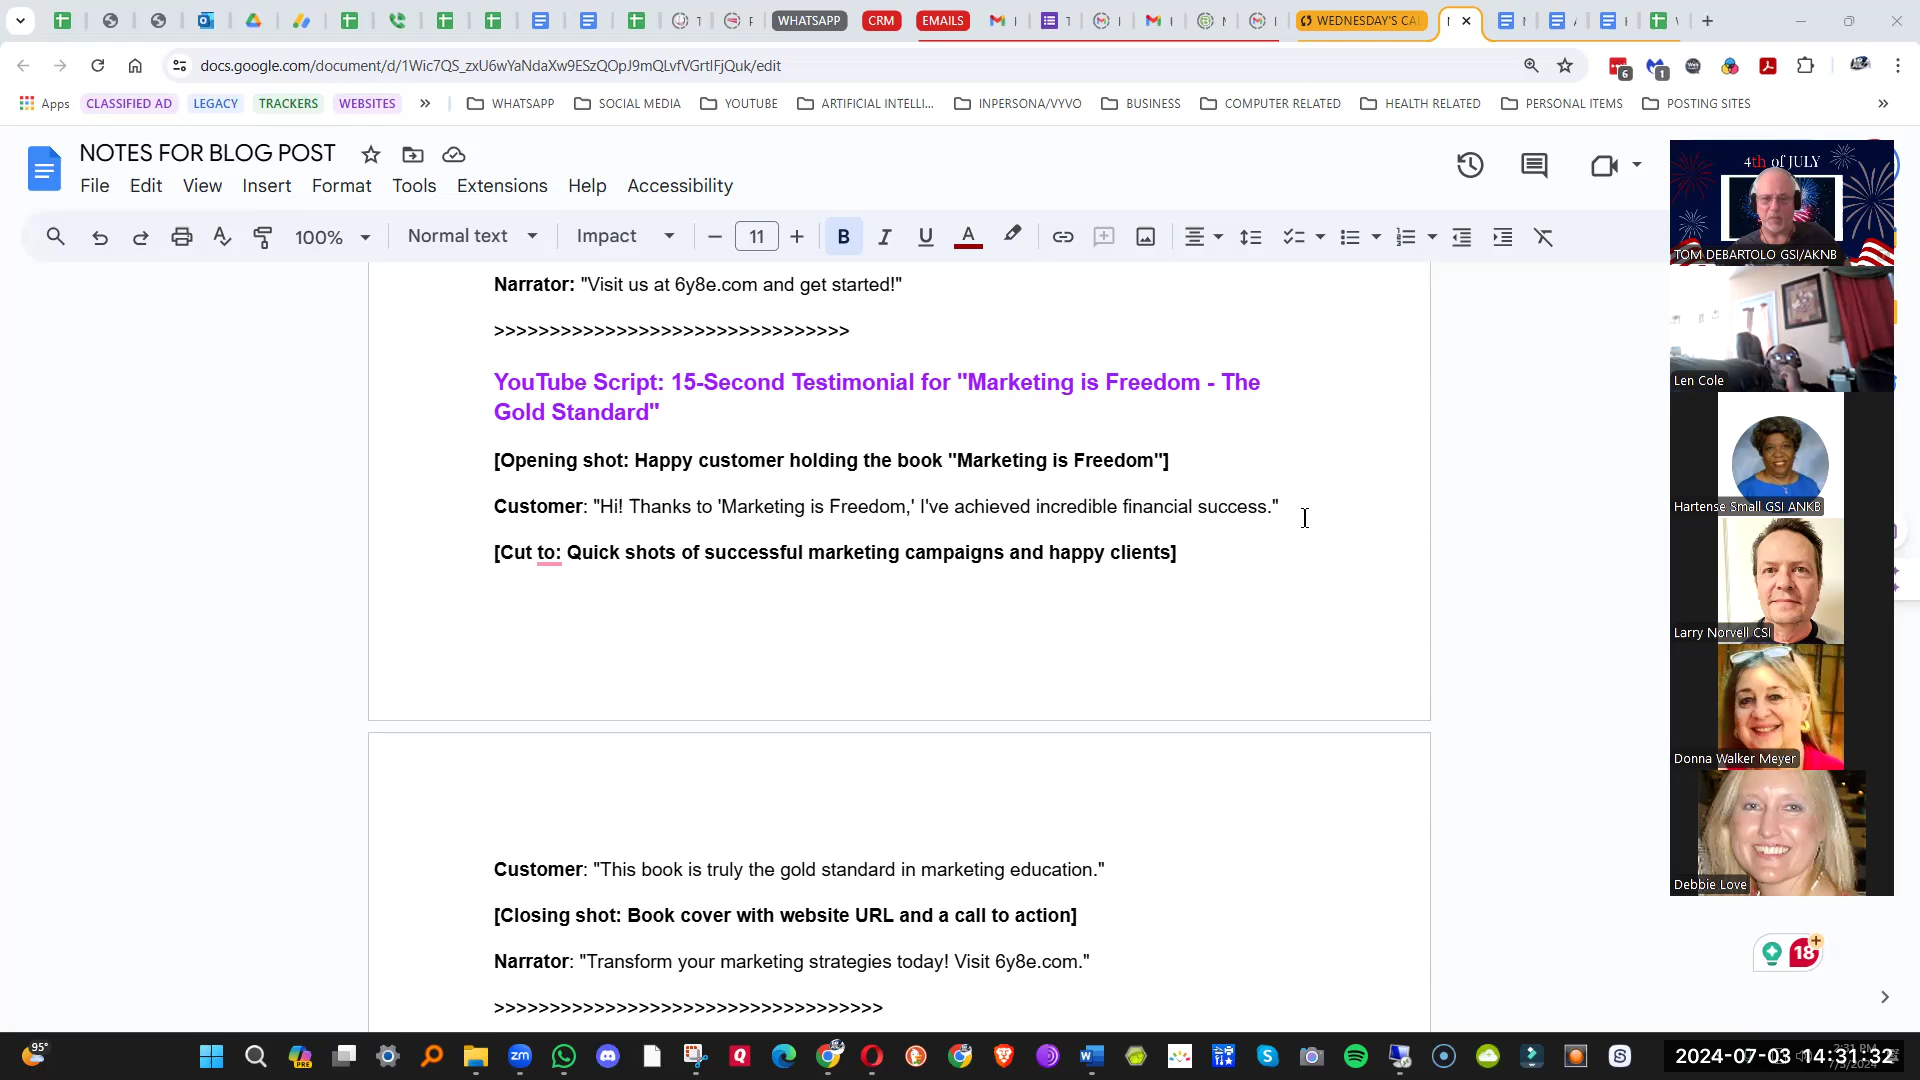 WHATSAPP CRM EMAILS WEDNESDAY'S CA
docs.google.com/document/d/1Wic7QS_zxU6wYaNdaXw9ESzQOpJ9mQLvfVGrtlFjQuk/edit
6 1
Apps CLASSIFIED AD LEGACY TRACKERS WEBSITES WHATSAPP SOCIAL MEDIA YOUTUBE ARTIFICIAL INTELLI... INPERSONA/VYVO BUSINESS COMPUTER RELATED HEALTH RELATED PERSONAL ITEMS POSTING SITES
NOTES FOR BLOG POST
File Edit View Insert Format Tools Extensions Help Accessibility
100% Normal text Impact 11
Narrator: "Visit us at 6y8e.com and get started!"
>>>>>>>>>>>>>>>>>>>>>>>>>>>>>>>>
YouTube Script: 15-Second Testimonial for "Marketing is Freedom - The
Gold Standard"
[Opening shot: Happy customer holding the book "Marketing is Freedom"]
Customer: "Hi! Thanks to 'Marketing is Freedom,' I've achieved incredible financial success."
[Cut to: Quick shots of successful marketing campaigns and happy clients]
Customer: "This book is truly the gold standard in marketing education."
[Closing shot: Book cover with website URL and a call to action]
Narrator: "Transform your marketing strategies today! Visit 6y8e.com."
>>>>>>>>>>>>>>>>>>>>>>>>>>>>>>>>>>>
4th of JULY
TOM DEBARTOLO GSI/AKNB
Len Cole
Hartense Small GSI ANKB
Larry Norvell CSI
Donna Walker Meyer
Debbie Love
18
95°
2024-07-03 14:31:32